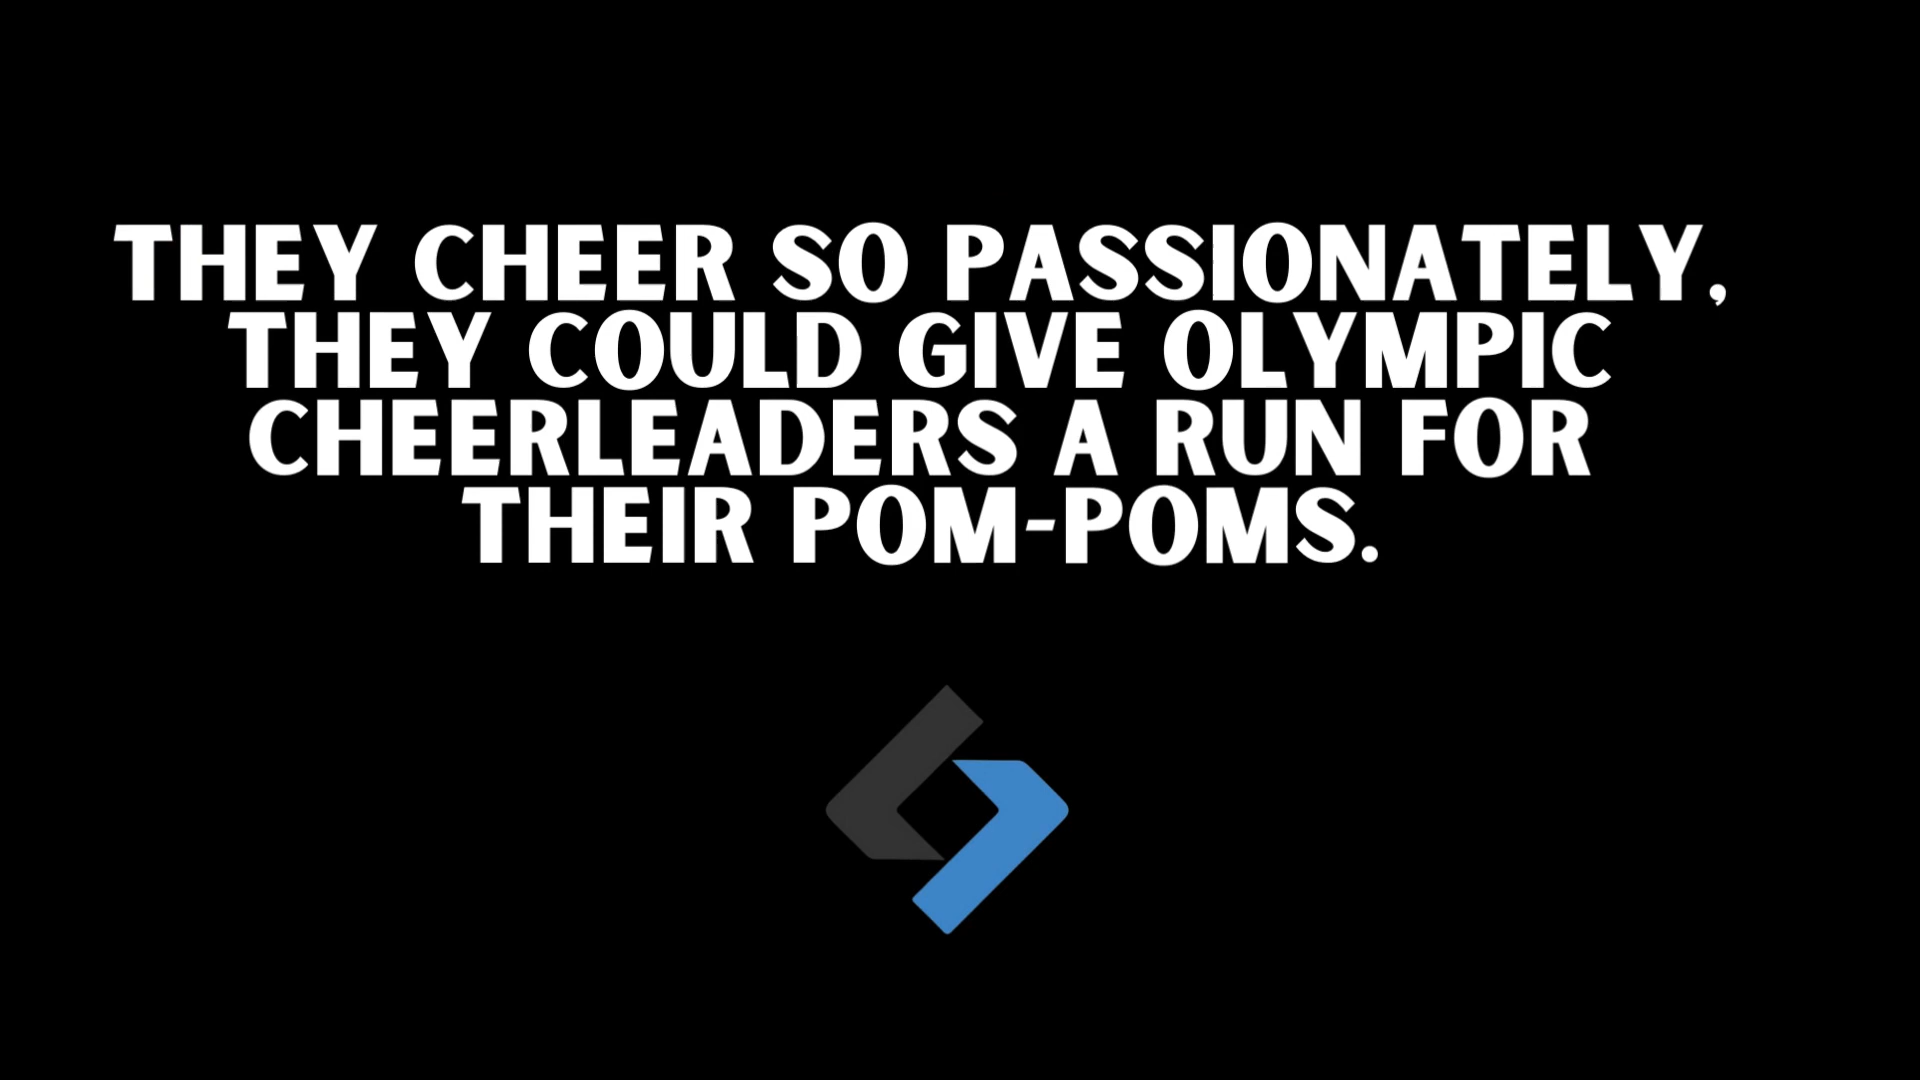 THEY CHEER SO PASSIONATELY,
THEY COULD GIVE OLYMPIC
CHEERLEADERS A RUN FOR
THEIR POM-POMS.